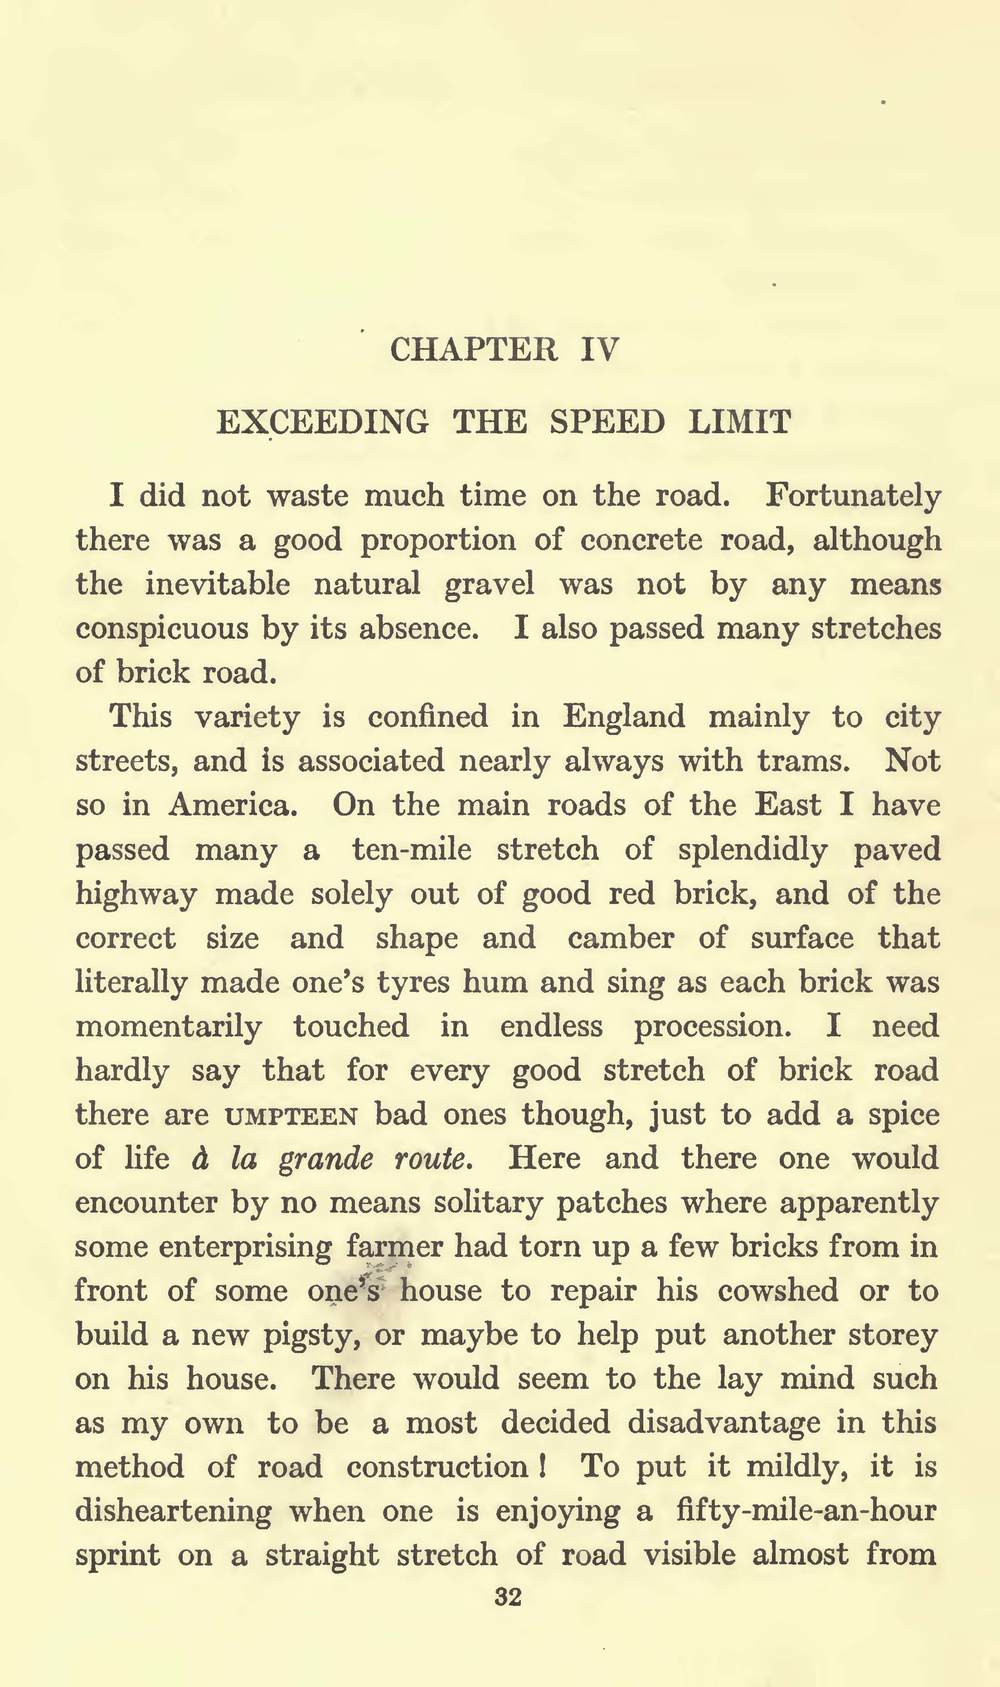 CHAPTER IV
EXCEEDING THE SPEED LIMIT
I did not waste much time on the road. Fortunately
there was a good proportion of concrete road, although
the inevitable natural gravel was not by any means
conspicuous by its absence. I also passed many stretches
of brick road.
This variety is confined in England mainly to city
streets, and is associated nearly always with trams. Not
so in America. On the main roads of the East I have
passed many a ten-mile stretch of splendidly paved
highway made solely out of good red brick, and of the
correct size and shape and camber of surface that
literally made one's tyres hum and sing as each brick was
momentarily touched in endless procession. I need
hardly say that for every good stretch of brick road
there are UMPTEEN bad ones though, just to add a spice
of life à la grande route. Here and there one would
encounter by no means solitary patches where apparently
some enterprising farmer had torn up a few bricks from in
front of some one's house to repair his cowshed or to
build a new pigsty, or maybe to help put another storey
on his house. There would seem to the lay mind such
as my own to be a most decided disadvantage in this
method of road construction! To put it mildly, it is
disheartening when one is enjoying a fifty-mile-an-hour
sprint on a straight stretch of road visible almost from
32